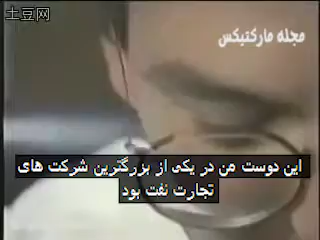 土豆网
مجله مارکتیکس
این دوست من در یکی از بزرگترین شرکت های
تجارت نفت بود